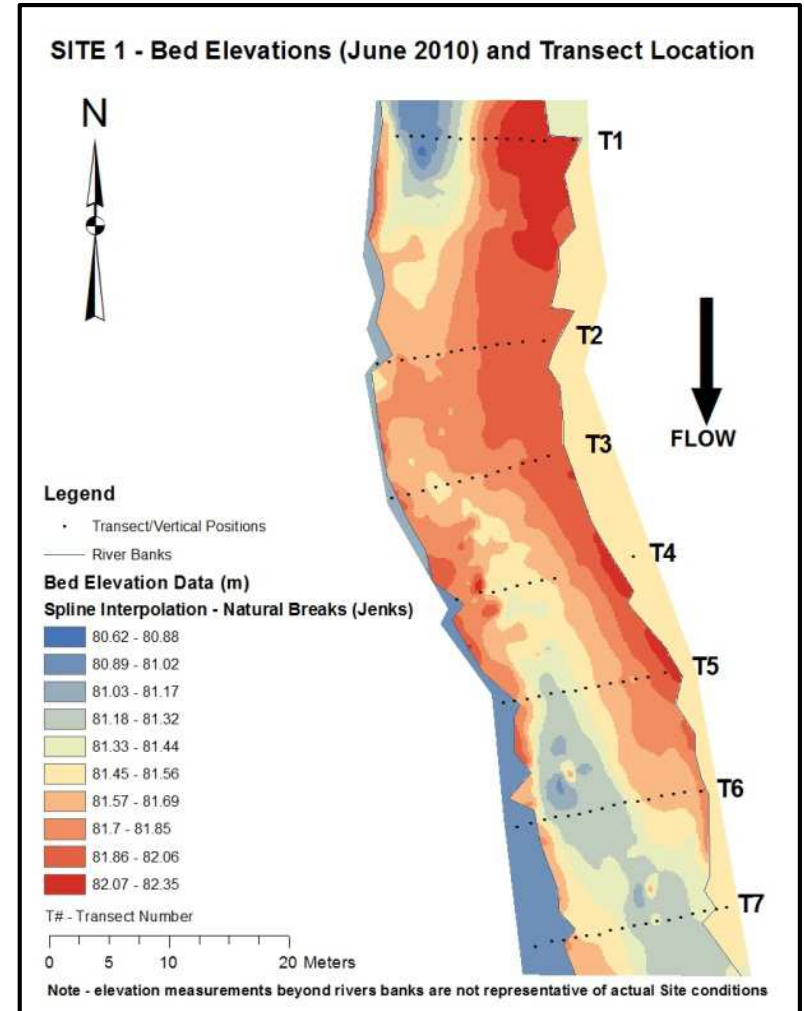 SITE 1 - Bed Elevations (June 2010) and Transect Location
N
T1
T2
FLOW
T3
T4
T5
T6
T7
Legend
Transect/Vertical Positions
River Banks
Bed Elevation Data (m)
Spline Interpolation - Natural Breaks (Jenks)
80.62 - 80.88
80.89 - 81.02
81.03 - 81.17
81.18 - 81.32
81.33 - 81.44
81.45 - 81.56
81.57 - 81.69
81.7 - 81.85
81.86 - 82.06
82.07 - 82.35
T# - Transect Number
0 5 10 20 Meters
Note - elevation measurements beyond rivers banks are not representative of actual Site conditions